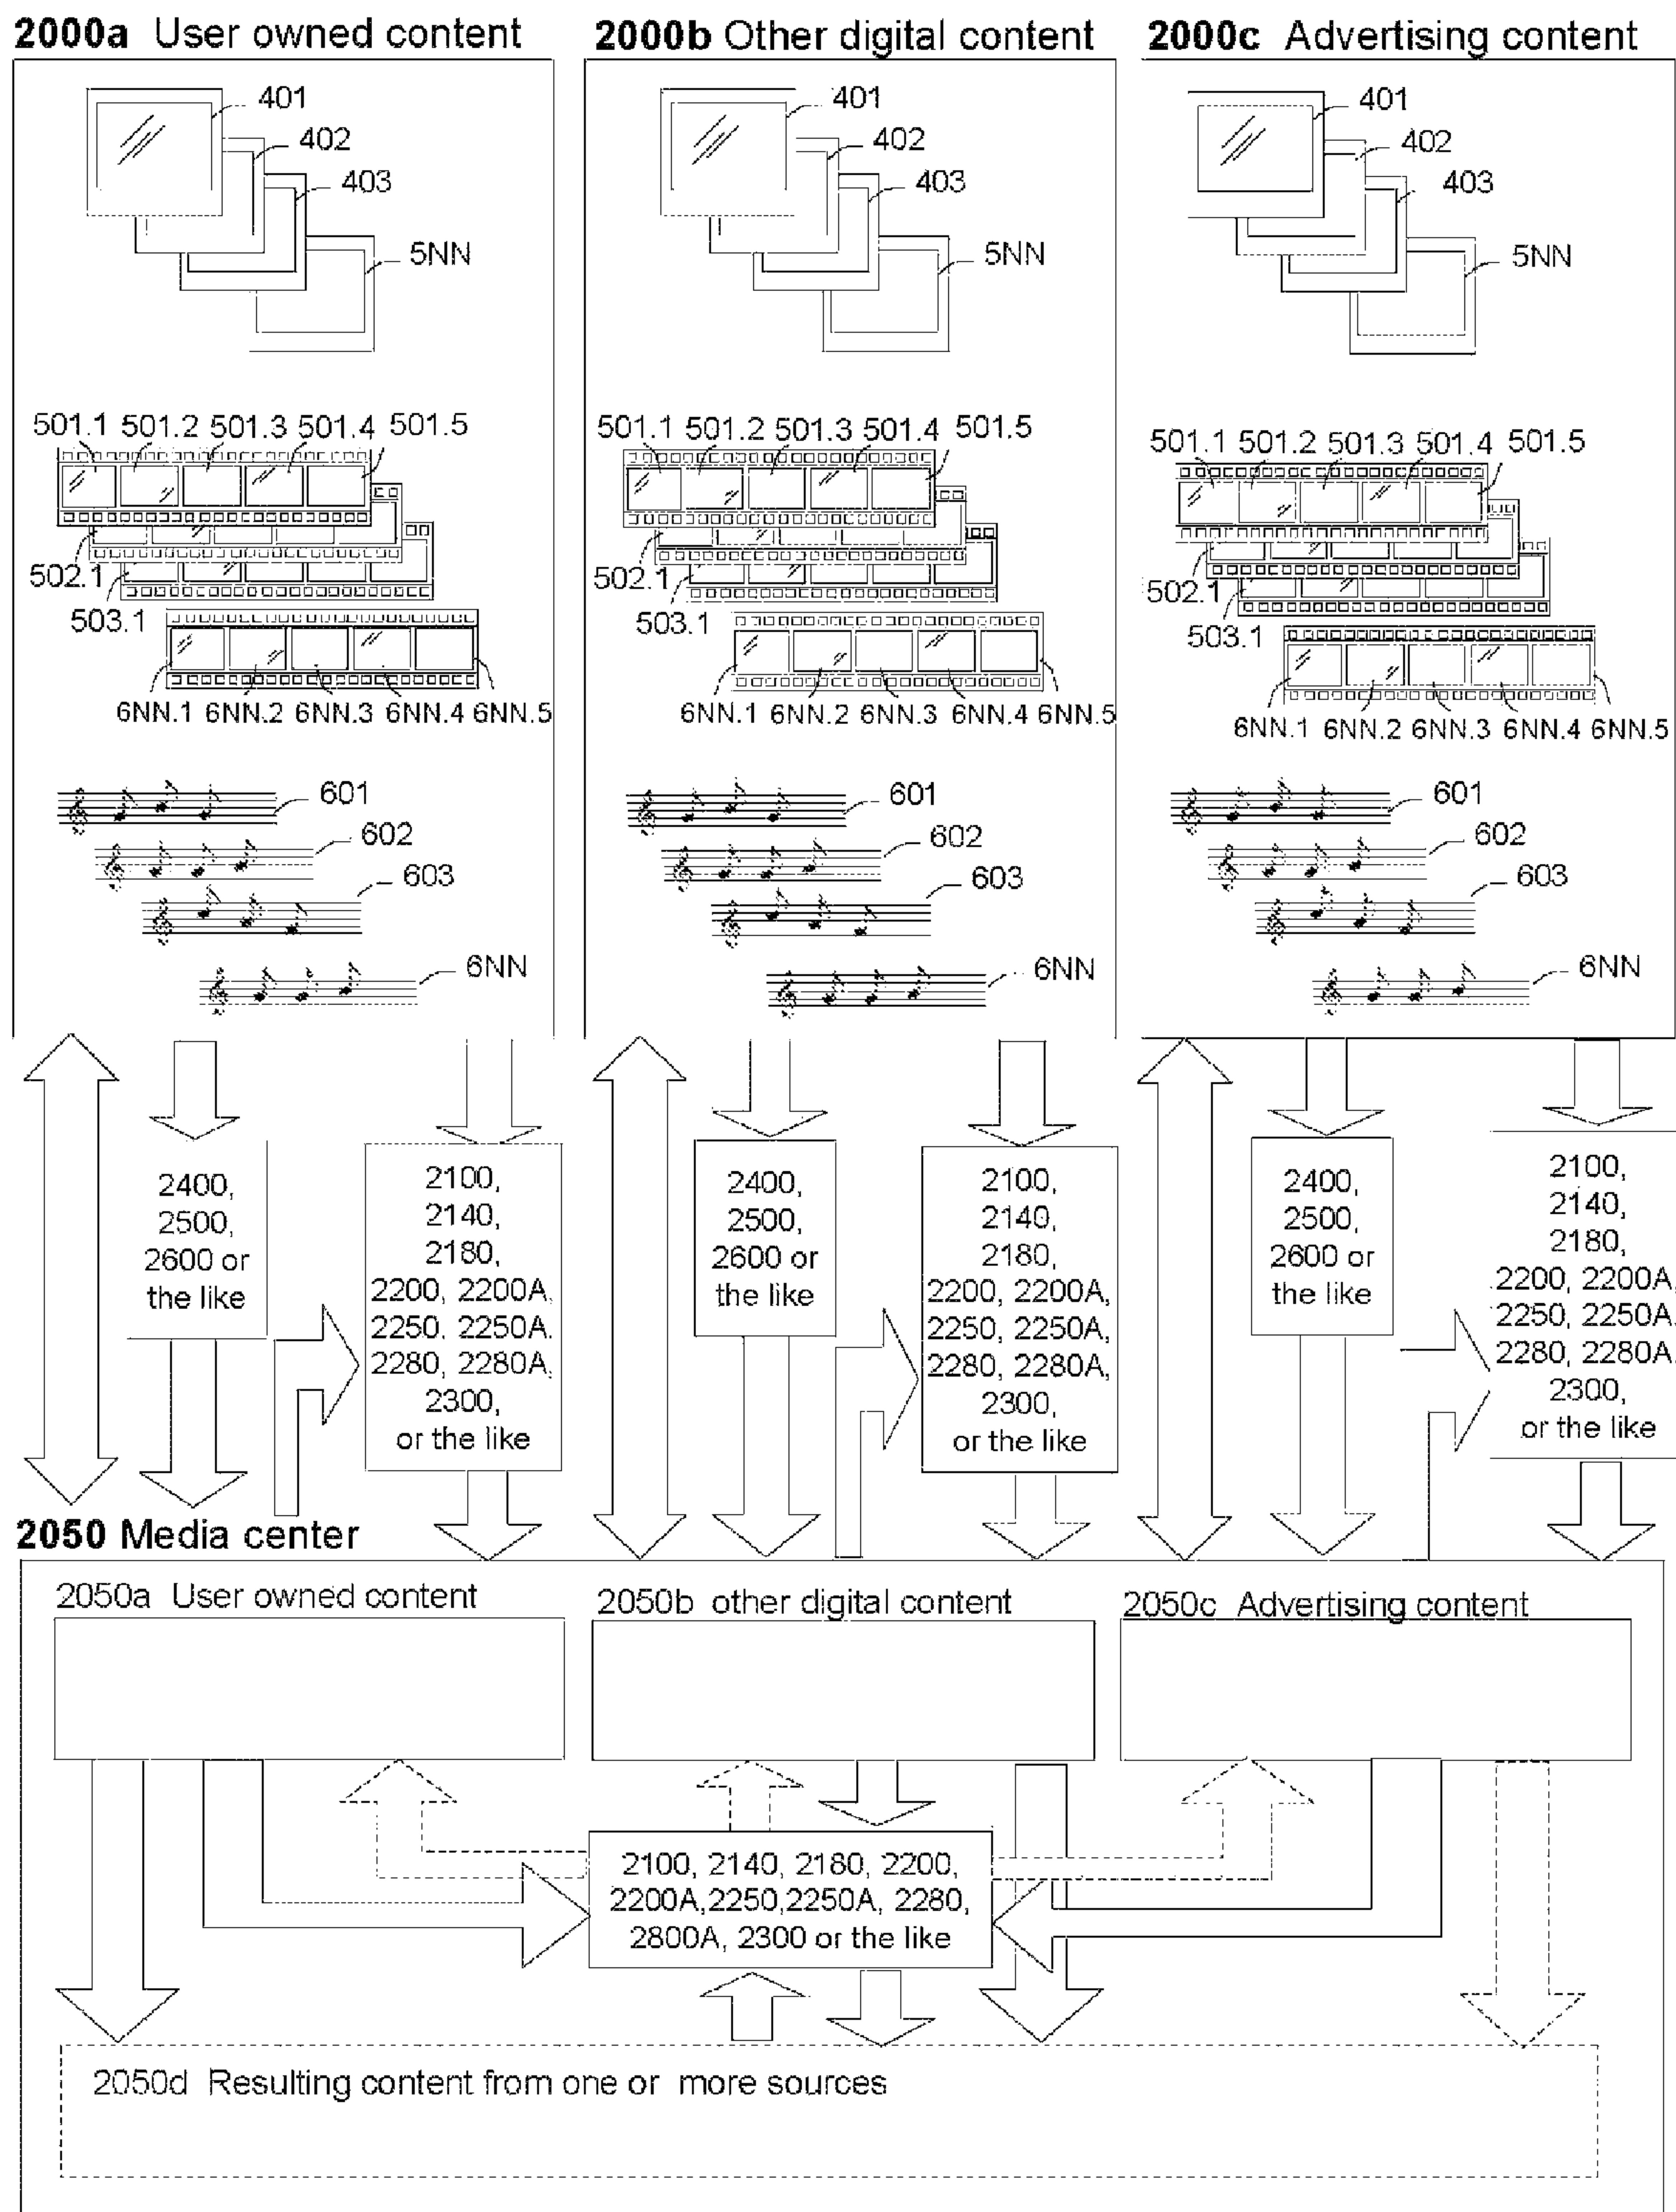 2000a User owned content
2000b Other digital content
2000c Advertising content
401
402
403
5NN
501.1 501.2 501.3 501.4 501.5
502.1
503.1
6NN.1 6NN.2 6NN.3 6NN.4 6NN.5
601
602
603
6NN
401
402
403
5NN
501.1 501.2 501.3 501.4 501.5
502.1
503.1
6NN.1 6NN.2 6NN.3 6NN.4 6NN.5
601
602
603
6NN
401
402
403
5NN
501.1 501.2 501.3 501.4 501.5
502.1
503.1
6NN.1 6NN.2 6NN.3 6NN.4 6NN.5
601
602
603
6NN
2400,
2500,
2600 or
the like
2100,
2140,
2180,
2200, 2200A,
2250, 2250A.
2280, 2280A,
2300,
or the like
2400,
2500,
2600 or
the like
2100,
2140,
2180,
2200, 2200A,
2250, 2250A,
2280, 2280A,
2300,
or the like
2400,
2500,
2600 or
the like
2100,
2140,
2180,
2200, 2200A,
2250, 2250A,
2280, 2280A,
2300,
or the like
2050 Media center
2050a User owned content
2050b other digital content
2050c Advertising content
2100, 2140, 2180, 2200,
2200A,2250,2250A, 2280,
2800A, 2300 or the like
2050d Resulting content from one or more sources